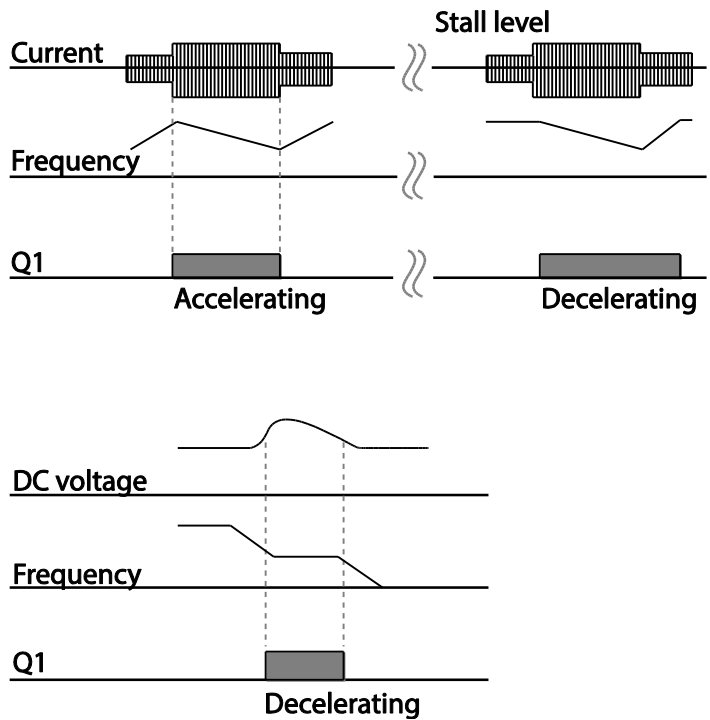 Stall level
Current
Frequency
Q1
Accelerating
Decelerating
DC voltage
Frequency
Q1
Decelerating